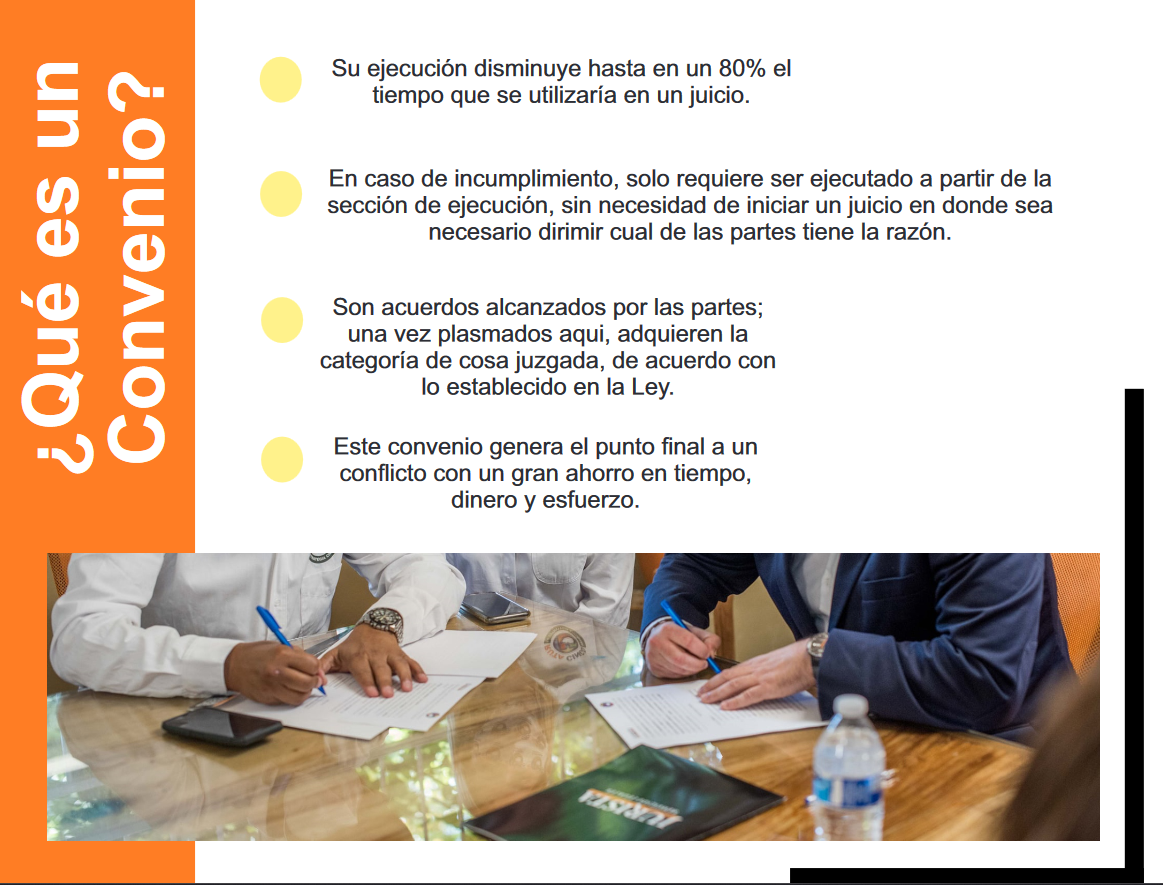 ¿Qué es un
Convenio?
Su ejecución disminuye hasta en un 80% el
tiempo que se utilizaría en un juicio.
En caso de incumplimiento, solo requiere ser ejecutado a partir de la
sección de ejecución, sin necesidad de iniciar un juicio en donde sea
necesario dirimir cual de las partes tiene la razón.
Son acuerdos alcanzados por las partes;
una vez plasmados aqui, adquieren la
categoría de cosa juzgada, de acuerdo con
lo establecido en la Ley.
Este convenio genera el punto final a un
conflicto con un gran ahorro en tiempo,
dinero y esfuerzo.
JURISTA